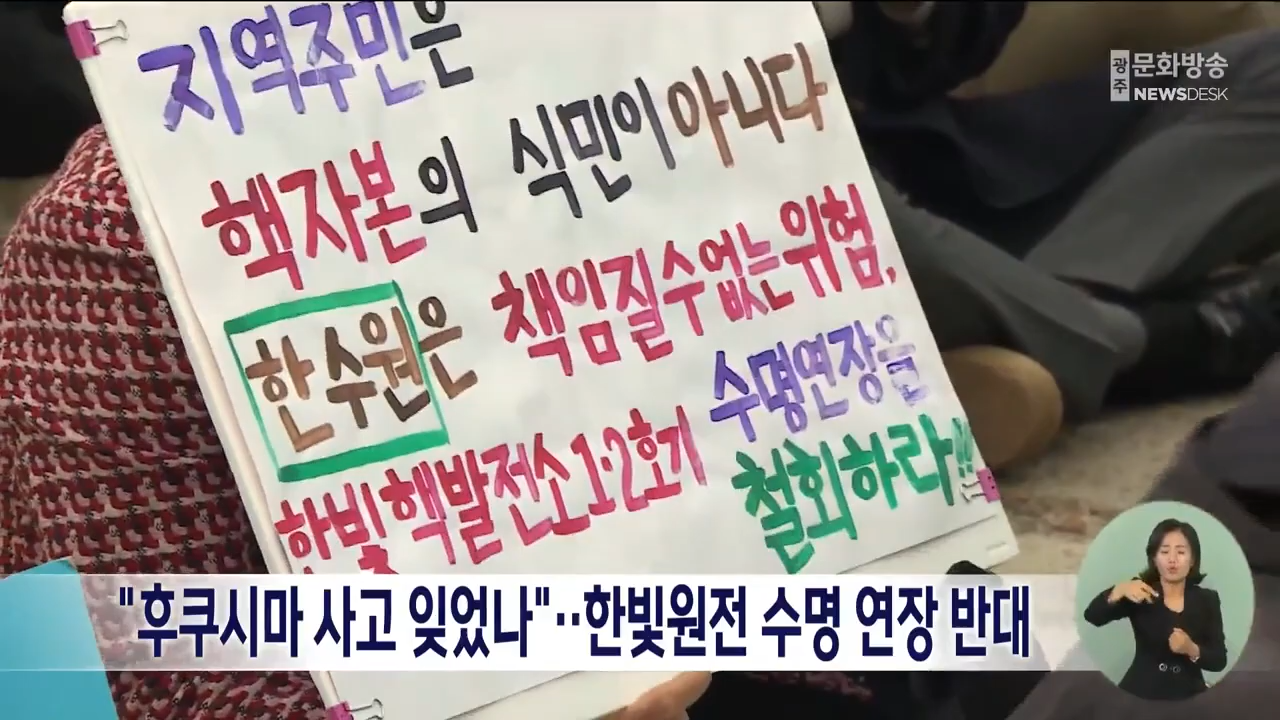 지역주민은
핵자본의 식민이 아니다
한수원은 책임질 수 없는 위험,
한빛 핵발전소 1·2호기 수명연장을
철회하라!!
광주 문화방송
NEWSDESK
"후쿠시마 사고 잊었나"··한빛원전 수명 연장 반대